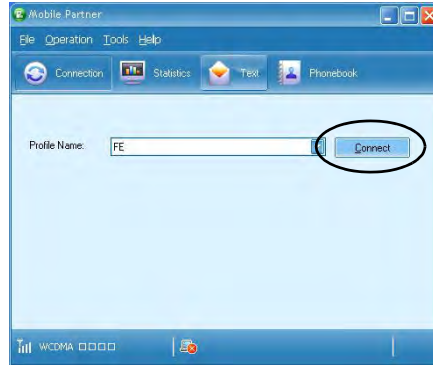 Mobile Partner
File Operation Tools Help
Connection Statistics Text Phonebook
Profile Name: FE Connect
WCDMA □□□□